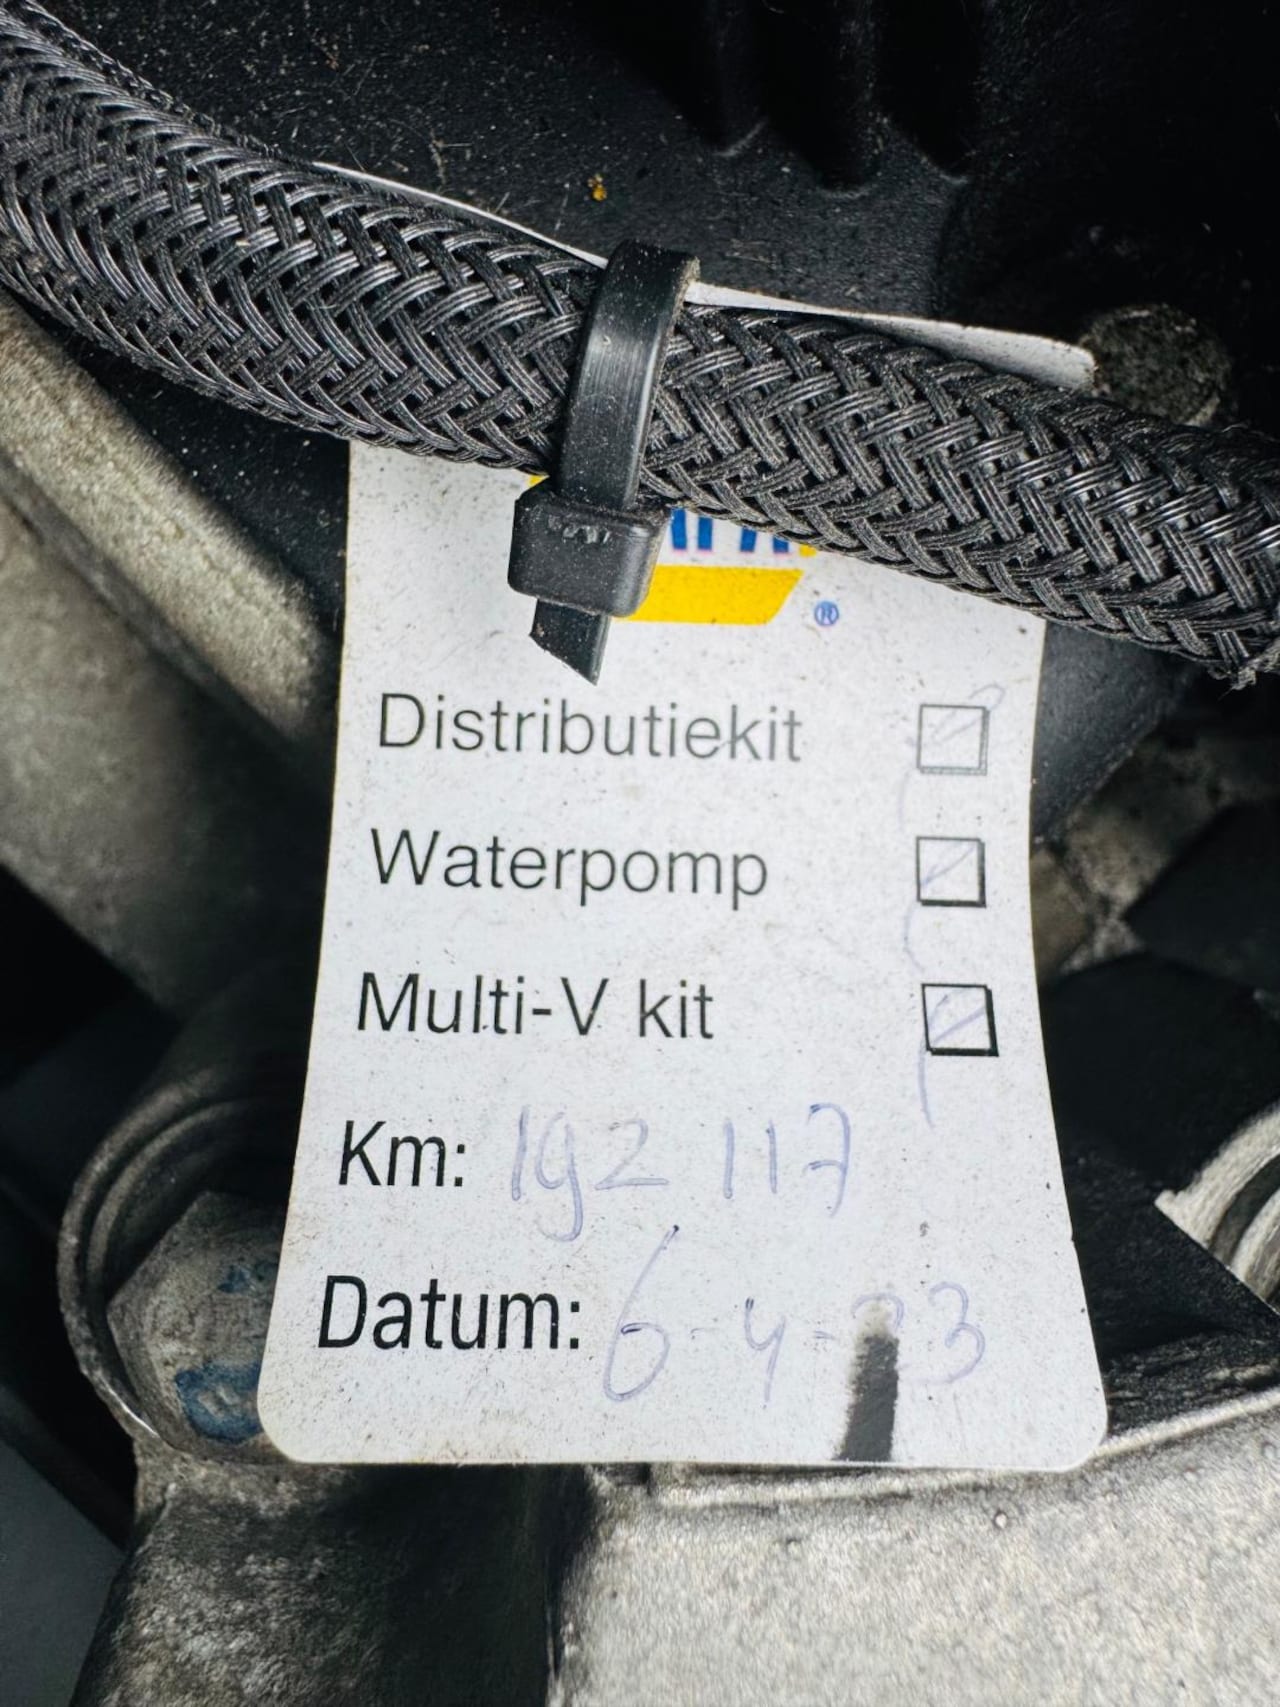 ®
Distributiekit
Waterpomp
Multi-V kit
Km: 192 117
Datum: 6-4-23